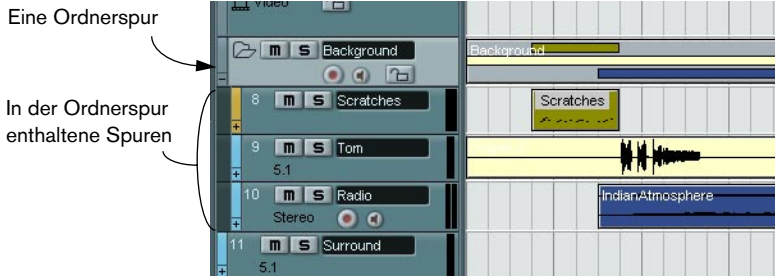 Video
Eine Ordnerspur
m S Background
Background
In der Ordnerspur
enthaltene Spuren
8 m S Scratches
Scratches
9 m S Tom
5.1
10 m S Radio
IndianAtmosphere
Stereo
11 m S Surround
5.1